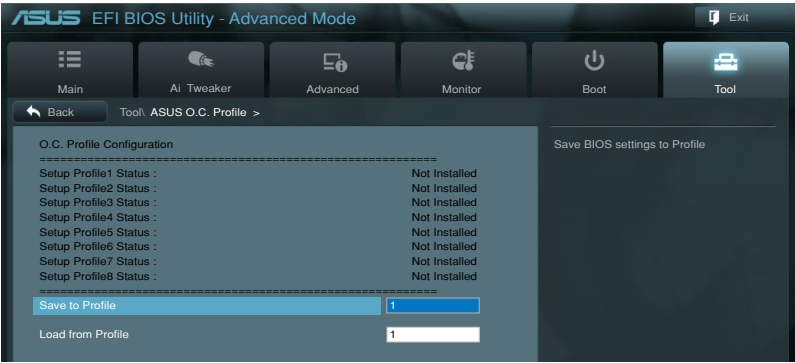 ASUS EFI BIOS Utility - Advanced Mode
Exit
Main
Ai Tweaker
Advanced
Monitor
Boot
Tool
Back
Tool\ ASUS O.C. Profile >
O.C. Profile Configuration
Save BIOS settings to Profile
============================================================
Setup Profile1 Status : Not Installed
Setup Profile2 Status : Not Installed
Setup Profile3 Status : Not Installed
Setup Profile4 Status : Not Installed
Setup Profile5 Status : Not Installed
Setup Profile6 Status : Not Installed
Setup Profile7 Status : Not Installed
Setup Profile8 Status : Not Installed
============================================================
Save to Profile 1
Load from Profile 1